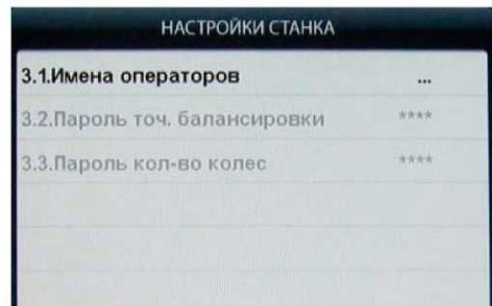 НАСТРОЙКИ СТАНКА
3.1.Имена операторов ...
3.2.Пароль точ. балансировки ****
3.3.Пароль кол-во колес ****